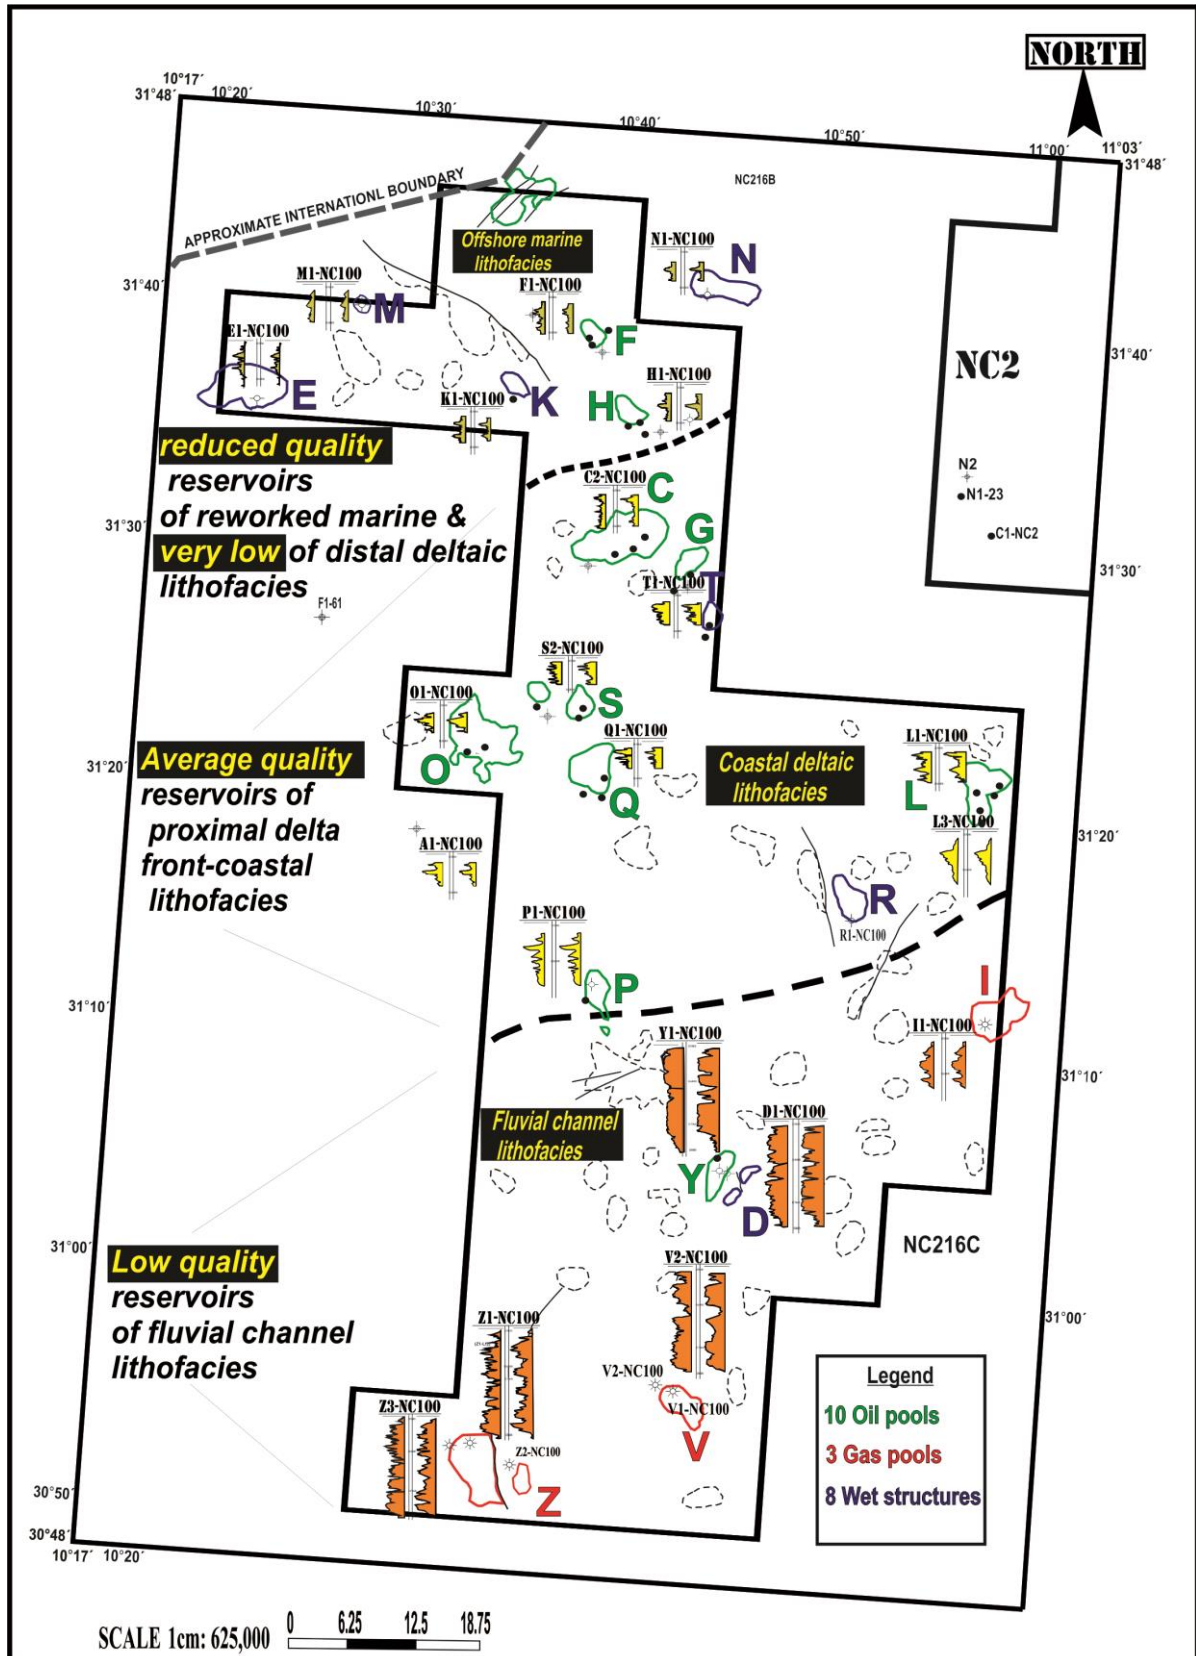 NORTH
10°17´
31°48´
10°20´
10°30´
10°40´
10°50´
11°00´
11°03´
31°48´
NC216B
APPROXIMATE INTERNATIONL BOUNDARY
Offshore marine
lithofacies
N1-NC100
N
31°40´
M1-NC100
M
F1-NC100
F
E1-NC100
E
31°40´
NC2
K
K1-NC100
H1-NC100
H
reduced quality
reservoirs
of reworked marine &
very low of distal deltaic
lithofacies
N2
N1-23
C1-NC2
C2-NC100
C
31°30´
G
31°30´
T1-NC100
T
F1-61
S2-NC100
S
O1-NC100
O
Q1-NC100
Q
Coastal deltaic
lithofacies
L1-NC100
L
31°20´
Average quality
reservoirs of
proximal delta
front-coastal
lithofacies
L3-NC100
31°20´
A1-NC100
R
R1-NC100
P1-NC100
P
I
31°10´
I1-NC100
Y1-NC100
31°10´
Fluvial channel
lithofacies
D1-NC100
Y
D
31°00´
NC216C
Low quality
reservoirs
of fluvial channel
lithofacies
V2-NC100
31°00´
Z1-NC100
V2-NC100
V1-NC100
V
Z3-NC100
Z2-NC100
Z
Legend
10 Oil pools
3 Gas pools
8 Wet structures
30°50´
30°48´
10°17´
10°20´
SCALE 1cm: 625,000
0
6.25
12.5
18.75